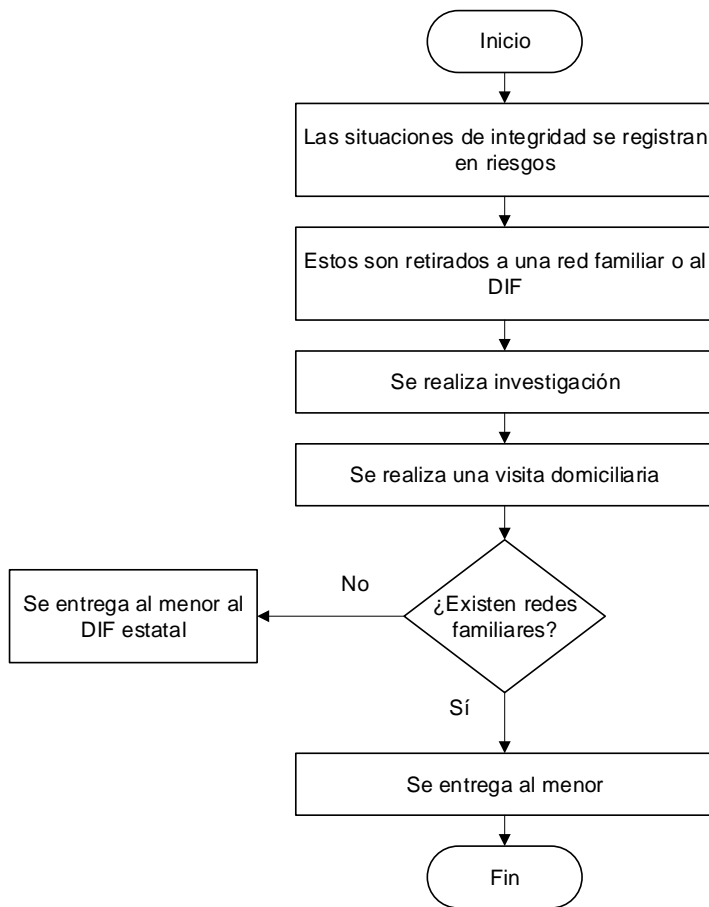 Inicio
Las situaciones de integridad se registran
en riesgos
Estos son retirados a una red familiar o al
DIF
Se realiza investigación
Se realiza una visita domiciliaria
¿Existen redes
familiares?
No
Se entrega al menor al
DIF estatal
Sí
Se entrega al menor
Fin